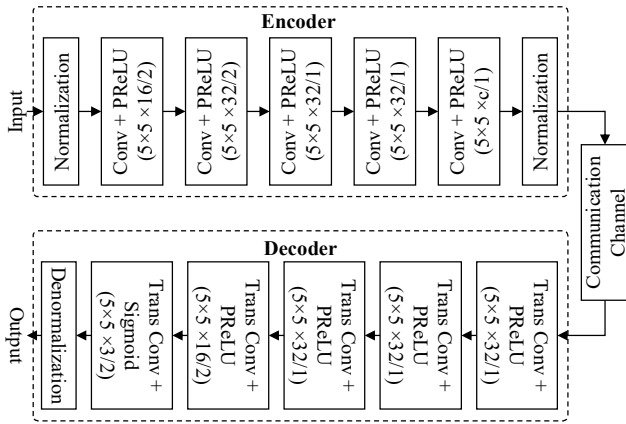 Encoder
Input
Normalization
Conv + PReLU
(5×5 ×16/2)
Conv + PReLU
(5×5 ×32/2)
Conv + PReLU
(5×5 ×32/1)
Conv + PReLU
(5×5 ×32/1)
Conv + PReLU
(5×5 ×c/1)
Normalization
Communication
Channel
Decoder
Trans Conv +
PReLU
(5×5 ×32/1)
Trans Conv +
PReLU
(5×5 ×32/1)
Trans Conv +
PReLU
(5×5 ×32/1)
Trans Conv +
PReLU
(5×5 ×16/2)
Trans Conv +
Sigmoid
(5×5 ×3/2)
Denormalization
Output